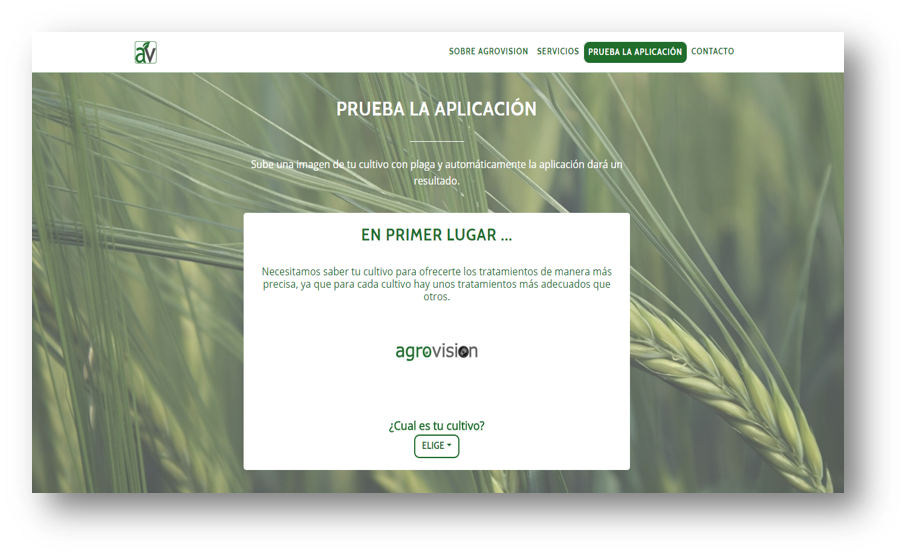 av
SOBRE AGROVISION SERVICIOS PRUEBA LA APLICACIÓN CONTACTO
PRUEBA LA APLICACIÓN
Sube una imagen de tu cultivo con plaga y automáticamente la aplicación dará un
resultado.
EN PRIMER LUGAR ...
Necesitamos saber tu cultivo para ofrecerte los tratamientos de manera más
precisa, ya que para cada cultivo hay unos tratamientos más adecuados que
otros.
agrovision
¿Cual es tu cultivo?
ELIGE